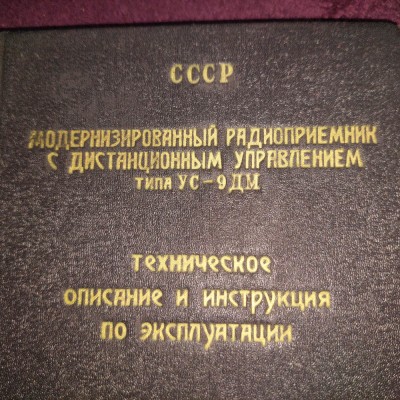 СССР
МОДЕРНИЗИРОВАННЫЙ РАДИОПРИЕМНИК
С ДИСТАНЦИОННЫМ УПРАВЛЕНИЕМ
ТИПА УС-9ДМ
ТЕХНИЧЕСКОЕ
ОПИСАНИЕ И ИНСТРУКЦИЯ
ПО ЭКСПЛУАТАЦИИ